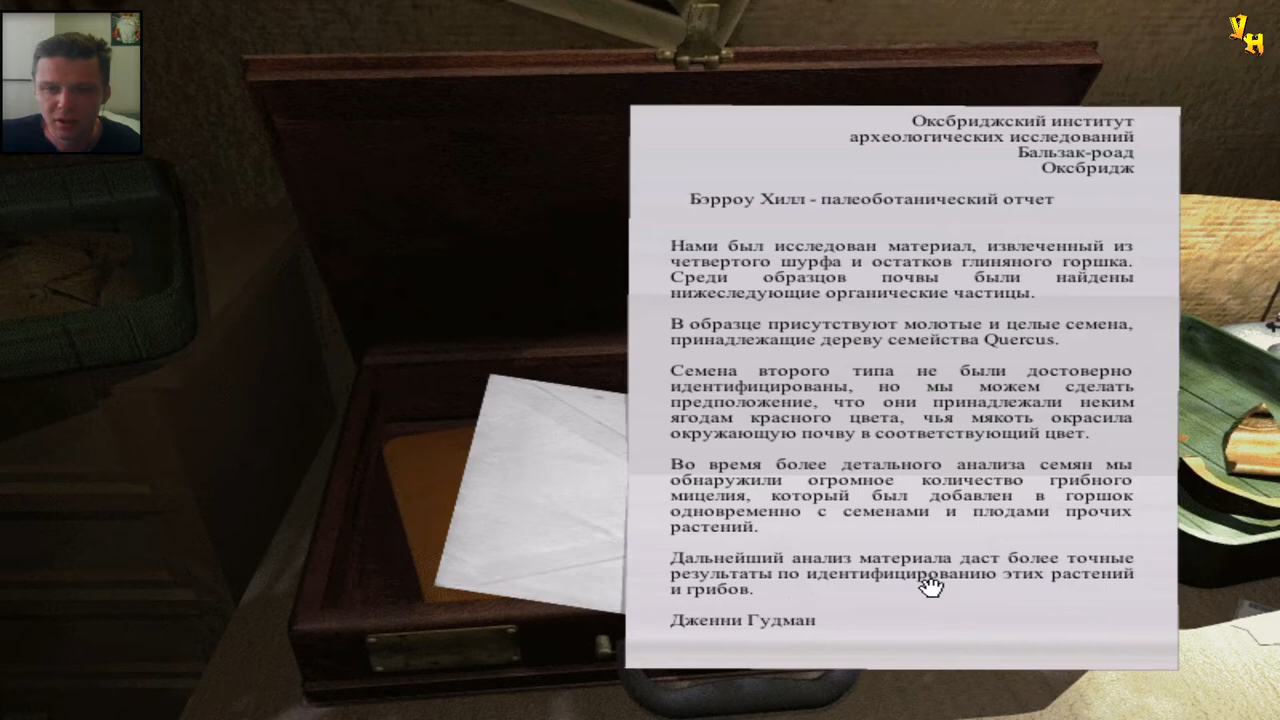 УН
Оксбриджский институт
археологических исследований
Бальзак-роад
Оксбридж
Бэрроу Хилл - палеоботанический отчет
Нами был исследован материал, извлеченный из
четвертого шурфа и остатков глиняного горшка.
Среди образцов почвы были найдены
нижеследующие органические частицы.
В образце присутствуют молотые и целые семена,
принадлежащие дереву семейства Quercus.
Семена второго типа не были достоверно
идентифицированы, но мы можем сделать
предположение, что они принадлежали неким
ягодам красного цвета, чья мякоть окрасила
окружающую почву в соответствующий цвет.
Во время более детального анализа семян мы
обнаружили огромное количество грибного
мицелия, который был добавлен в горшок
одновременно с семенами и плодами прочих
растений.
Дальнейший анализ материала даст более точные
результаты по идентифицированию этих растений
и грибов.
Дженни Гудман